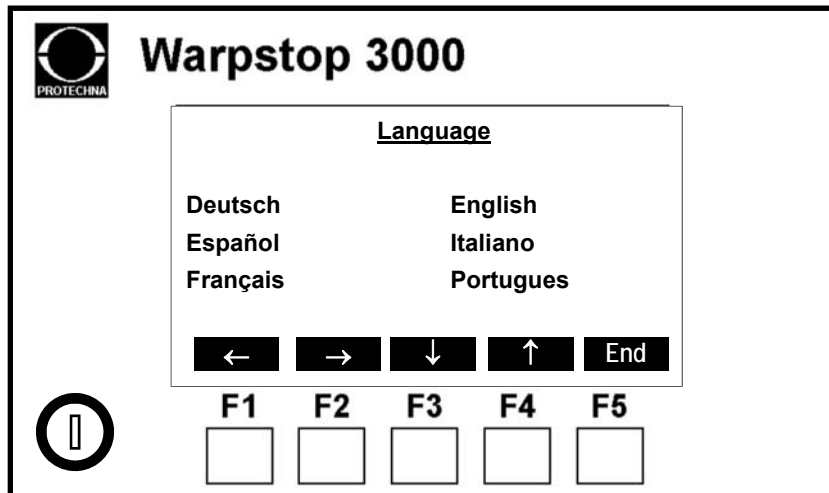 PROTECHNA
Warpstop 3000
Language
Deutsch English
Español Italiano
Français Portugues
← → ↓ ↑ End
F1 F2 F3 F4 F5